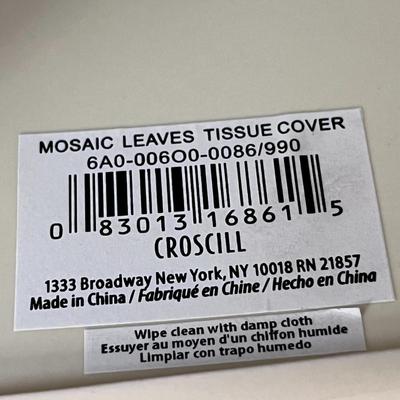 MOSAIC LEAVES TISSUE COVER
6A0-006O0-0086/990
0 83013 16861 5
CROSCILL
1333 Broadway New York, NY 10018 RN 21857
Made in China / Fabriqué en Chine / Hecho en China
Wipe clean with damp cloth
Essuyer au moyen d'un chiffon humide
Limpiar con trapo humedo